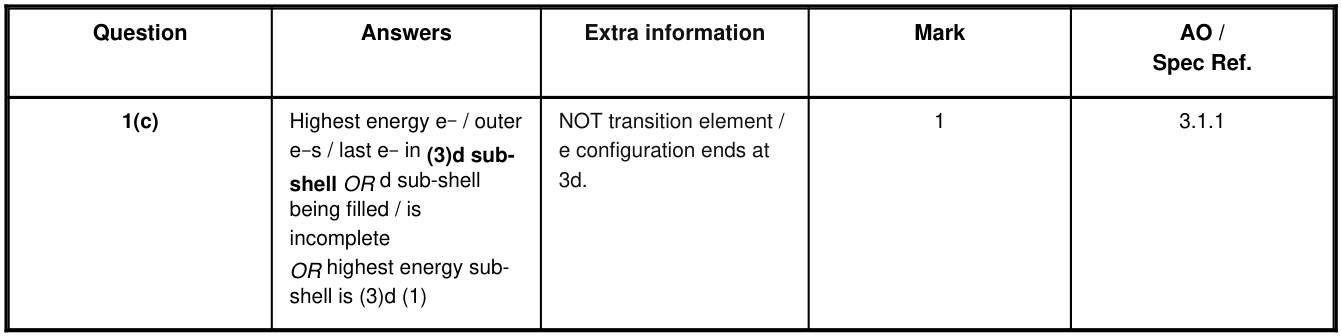 Question
Answers
Extra information
Mark
AO /
Spec Ref.
1(c)
Highest energy e– / outer
e–s / last e– in (3)d sub-
shell OR d sub-shell
being filled / is
incomplete
OR highest energy sub-
shell is (3)d (1)
NOT transition element /
e configuration ends at
3d.
1
3.1.1